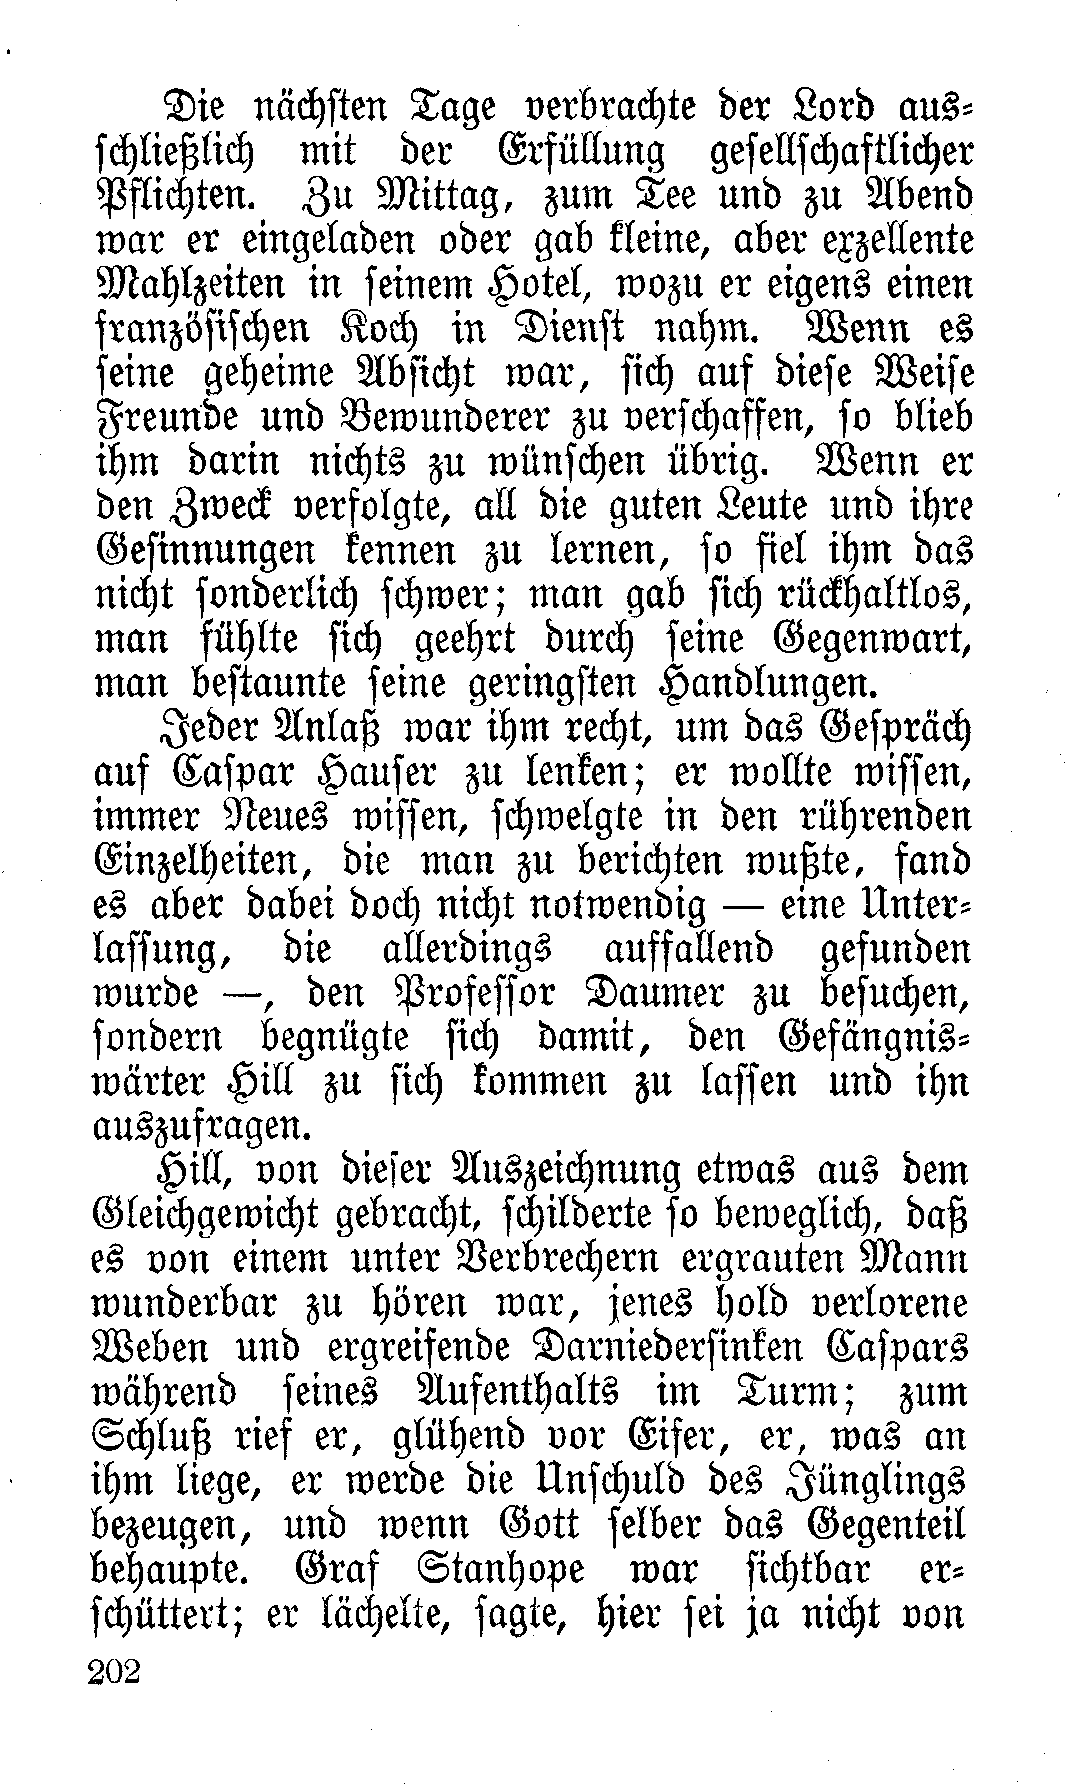 Die nächsten Tage verbrachte der Lord aus-
schließlich mit der Erfüllung gesellschaftlicher
Pflichten. Zu Mittag, zum Tee und zu Abend
war er eingeladen oder gab kleine, aber exzellente
Mahlzeiten in seinem Hotel, wozu er eigens einen
französischen Koch in Dienst nahm. Wenn es
seine geheime Absicht war, sich auf diese Weise
Freunde und Bewunderer zu verschaffen, so blieb
ihm darin nichts zu wünschen übrig. Wenn er
den Zweck verfolgte, all die guten Leute und ihre
Gesinnungen kennen zu lernen, so fiel ihm das
nicht sonderlich schwer; man gab sich rückhaltlos,
man fühlte sich geehrt durch seine Gegenwart,
man bestaunte seine geringsten Handlungen.
Jeder Anlaß war ihm recht, um das Gespräch
auf Caspar Hauser zu lenken; er wollte wissen,
immer Neues wissen, schwelgte in den rührenden
Einzelheiten, die man zu berichten wußte, fand
es aber dabei doch nicht notwendig — eine Unter-
lassung, die allerdings auffallend gefunden
wurde —, den Professor Daumer zu besuchen,
sondern begnügte sich damit, den Gefängnis-
wärter Hill zu sich kommen zu lassen und ihn
auszufragen.
Hill, von dieser Auszeichnung etwas aus dem
Gleichgewicht gebracht, schilderte so beweglich, daß
es von einem unter Verbrechern ergrauten Mann
wunderbar zu hören war, jenes hold verlorene
Weben und ergreifende Darniedersinken Caspars
während seines Aufenthalts im Turm; zum
Schluß rief er, glühend vor Eifer, er, was an
ihm liege, er werde die Unschuld des Jünglings
bezeugen, und wenn Gott selber das Gegenteil
behaupte. Graf Stanhope war sichtbar er-
schüttert; er lächelte, sagte, hier sei ja nicht von
202